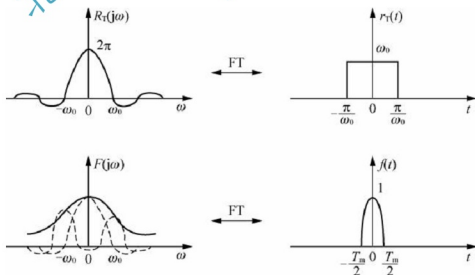 R_T(jω)
2π
-ω₀ 0 ω₀ ω
FT
r_T(t)
ω₀
-π/ω₀ 0 π/ω₀ t
F(jω)
-ω₀ 0 ω₀ ω
FT
f(t)
1
-T_m/2 0 T_m/2 t